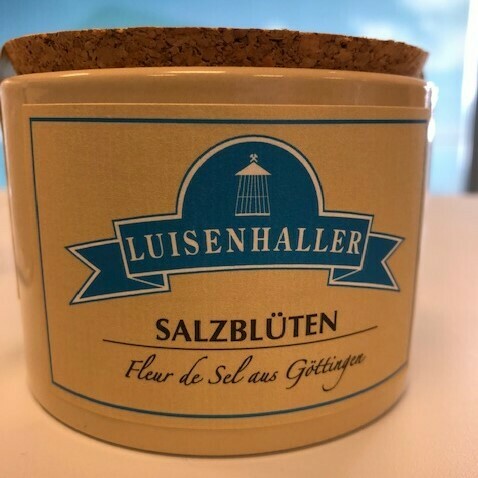 LUISENHALLER
SALZBLÜTEN
Fleur de Sel aus Göttingen